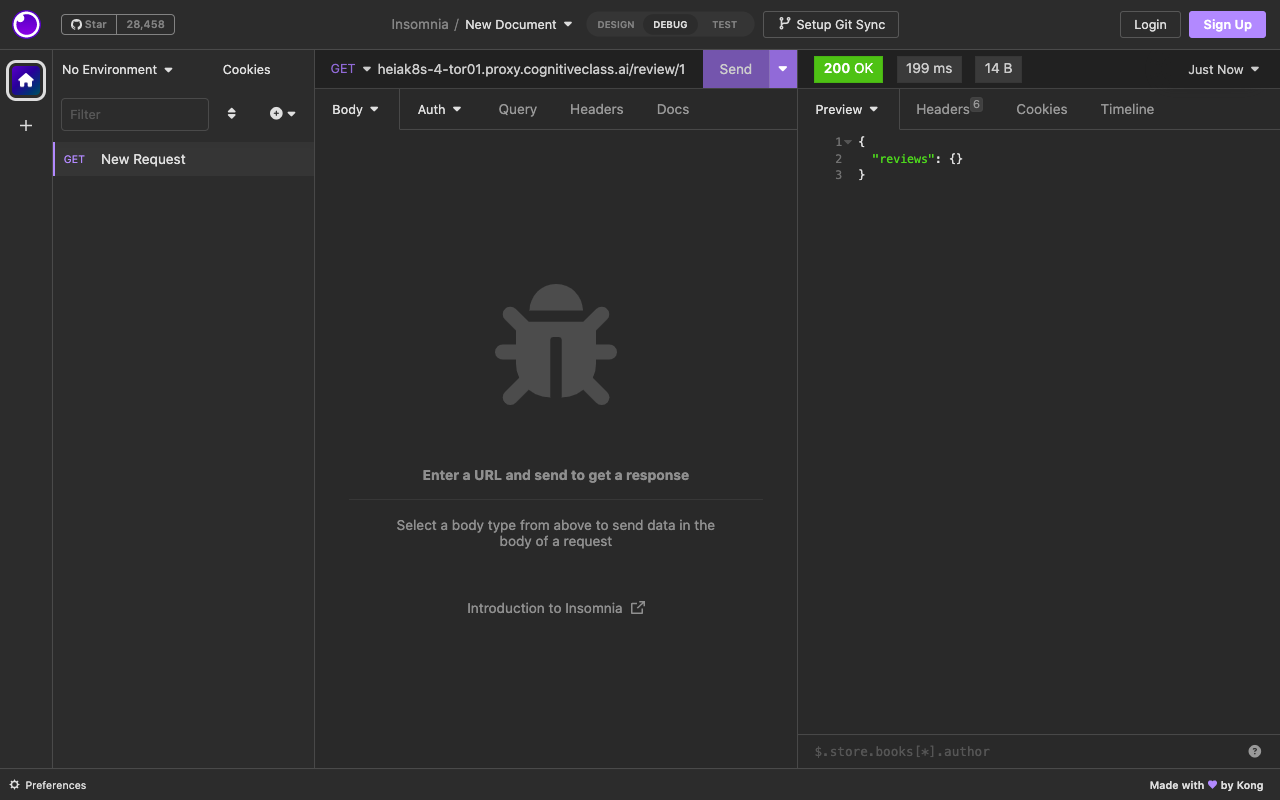 Star 28,458
Insomnia / New Document
DESIGN DEBUG TEST
Setup Git Sync
Login
Sign Up
No Environment
Cookies
Filter
GET New Request
GET heiak8s-4-tor01.proxy.cognitiveclass.ai/review/1 Send
Body Auth Query Headers Docs
Enter a URL and send to get a response
Select a body type from above to send data in the
body of a request
Introduction to Insomnia
200 OK 199 ms 14 B Just Now
Preview Headers 6 Cookies Timeline
1 {
2 "reviews": {}
3 }
$.store.books[*].author
Preferences
Made with 💜 by Kong